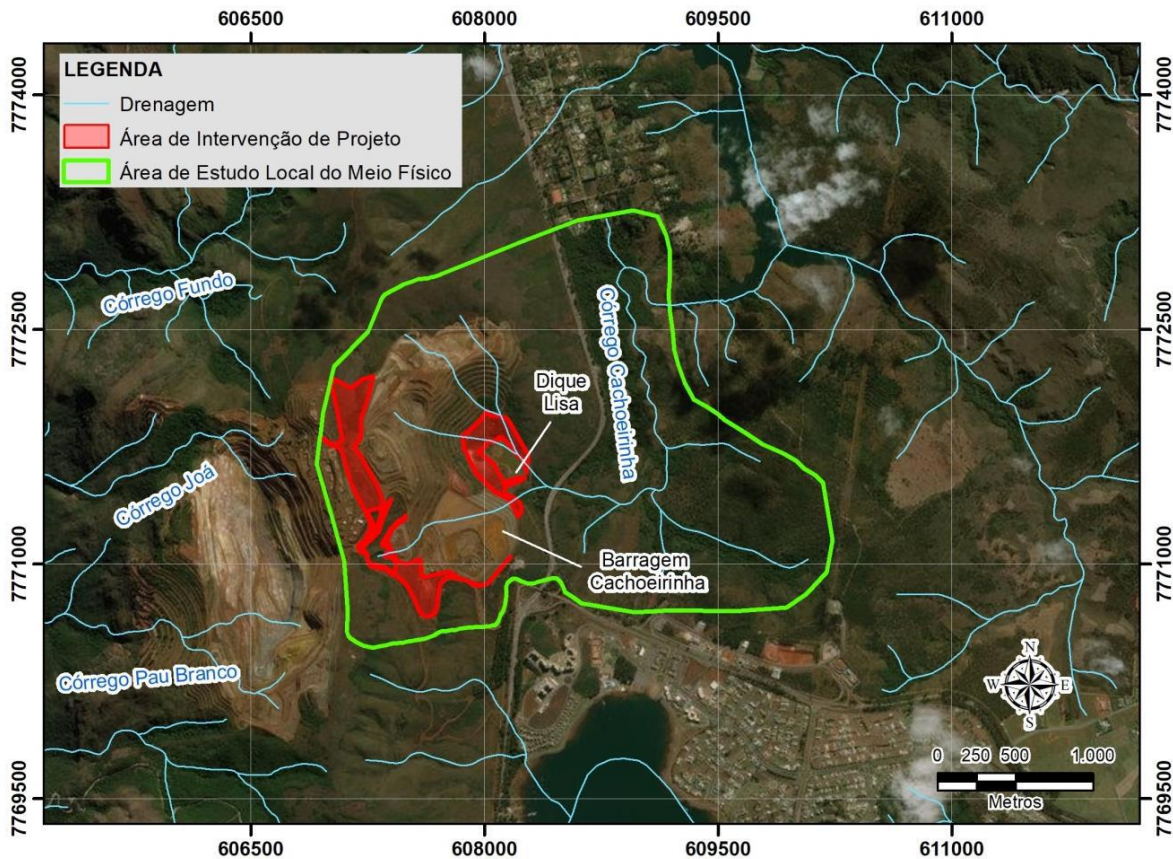 606500
608000
609500
611000
7774000
7774000
LEGENDA
Drenagem
Área de Intervenção de Projeto
Área de Estudo Local do Meio Físico
Córrego Fundo
7772500
7772500
Córrego Cachoeirinha
Dique
Lisa
Córrego Joá
7771000
7771000
Barragem
Cachoeirinha
Córrego Pau Branco
N
W
E
S
0
250
500
1.000
Metros
7769500
7769500
606500
608000
609500
611000